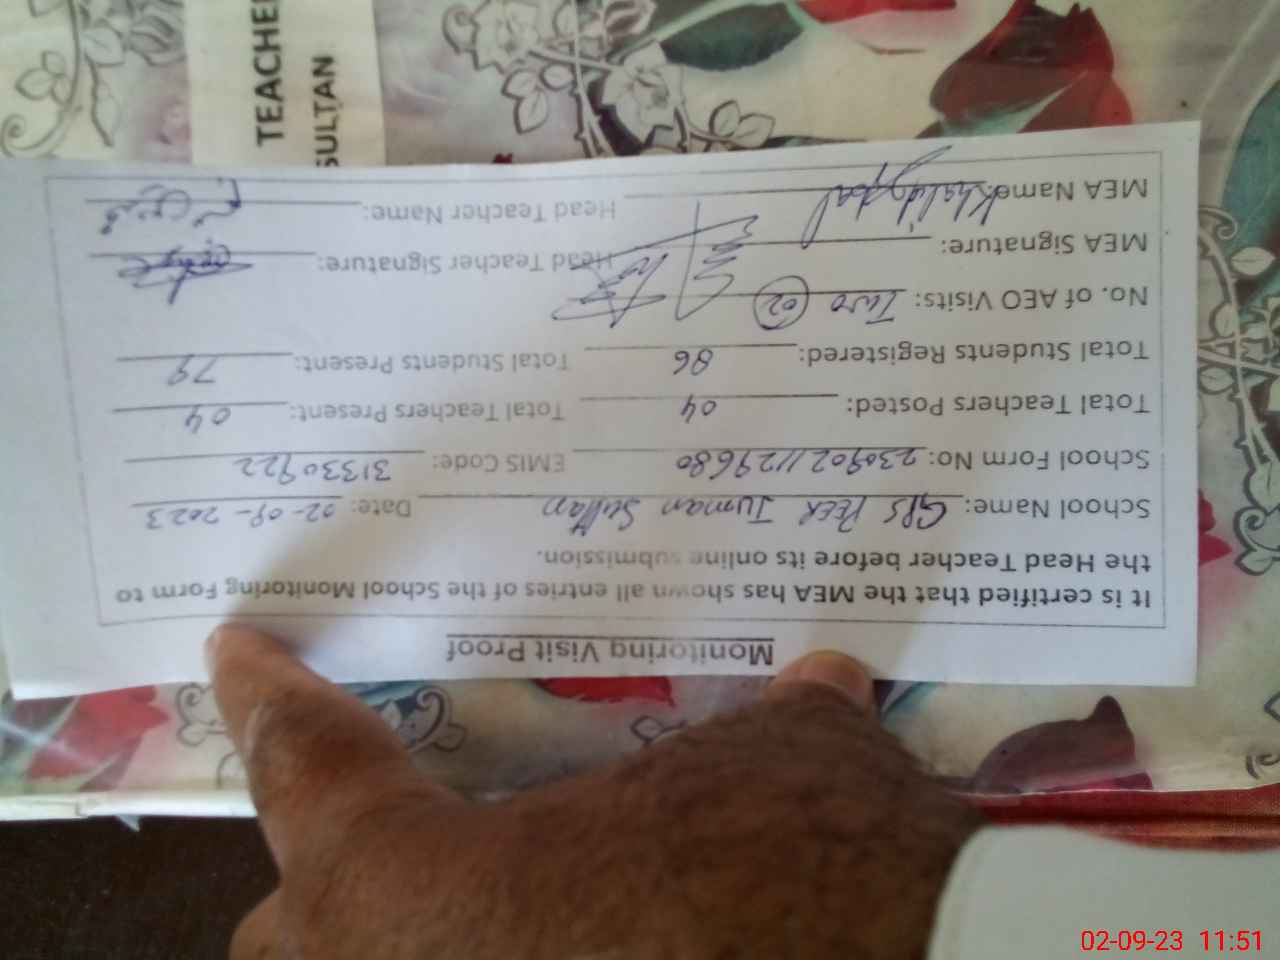 TEACHE
SULTAN
Monitoring Visit Proof
It is certified that the MEA has shown all entries of the School Monitoring Form to
the Head Teacher before its online submission.
School Name: GPS PEER Juman Sultan Date: 02-09-2023
School Form No: 230902112968 EMIS Code: 31330922
Total Teachers Posted: 04 Total Teachers Present: 04
Total Students Registered: 86 Total Students Present: 79
No. of AEO Visits: Two (02)
MEA Signature: Head Teacher Signature:
MEA Name: Head Teacher Name:
02-09-23 11:51